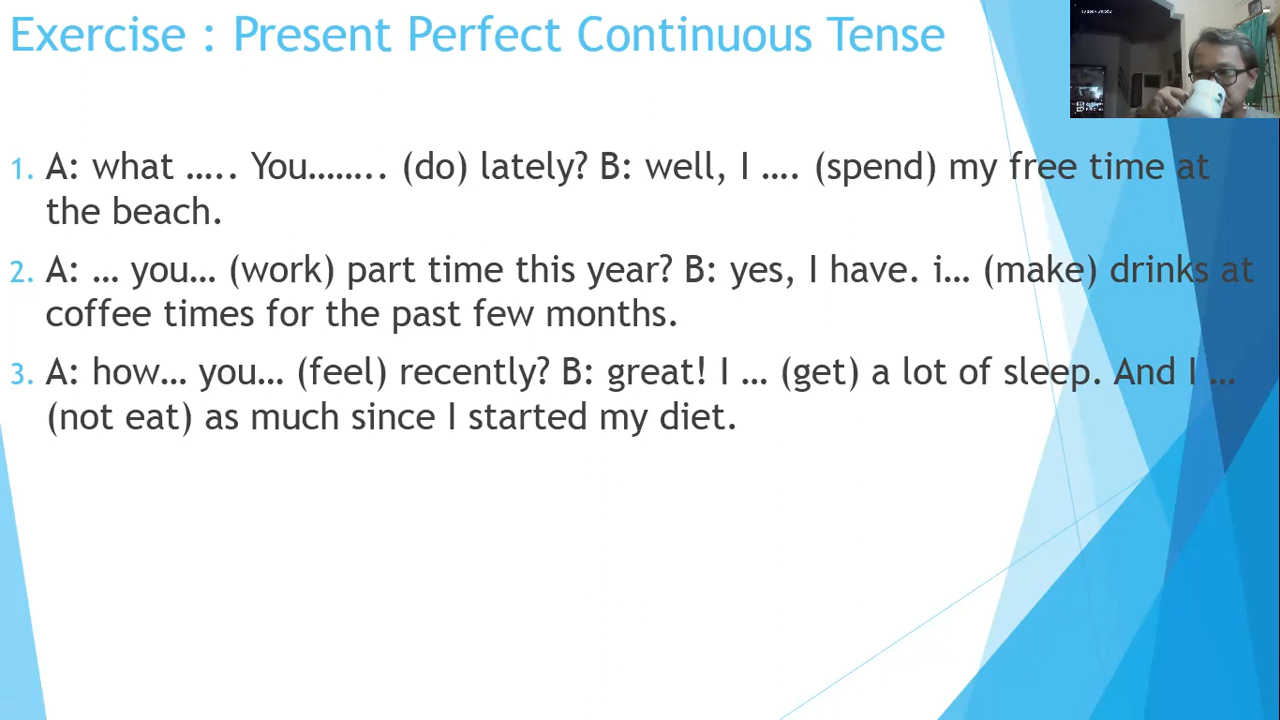 Exercise : Present Perfect Continuous Tense
1. A: what ….. You…….. (do) lately? B: well, I …. (spend) my free time at
the beach.
2. A: … you… (work) part time this year? B: yes, I have. i… (make) drinks at
coffee times for the past few months.
3. A: how… you… (feel) recently? B: great! I … (get) a lot of sleep. And I …
(not eat) as much since I started my diet.